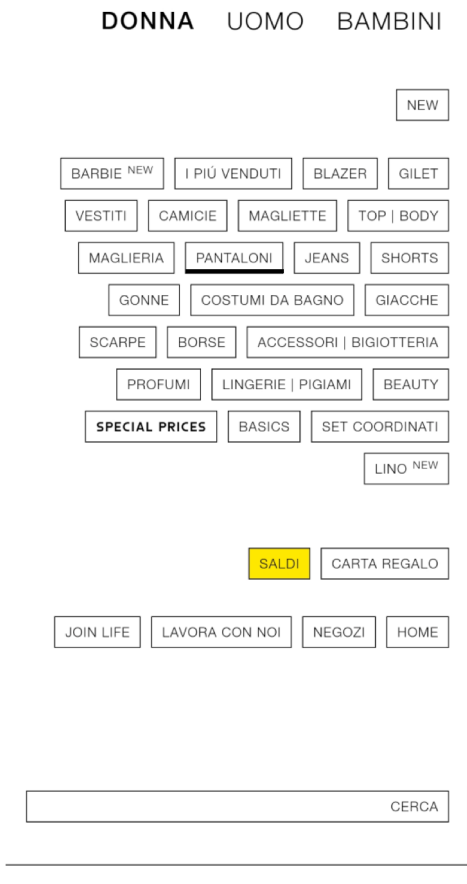 DONNA UOMO BAMBINI
NEW
BARBIE NEW I PIÚ VENDUTI BLAZER GILET
VESTITI CAMICIE MAGLIETTE TOP | BODY
MAGLIERIA PANTALONI JEANS SHORTS
GONNE COSTUMI DA BAGNO GIACCHE
SCARPE BORSE ACCESSORI | BIGIOTTERIA
PROFUMI LINGERIE | PIGIAMI BEAUTY
SPECIAL PRICES BASICS SET COORDINATI
LINO NEW
SALDI CARTA REGALO
JOIN LIFE LAVORA CON NOI NEGOZI HOME
CERCA